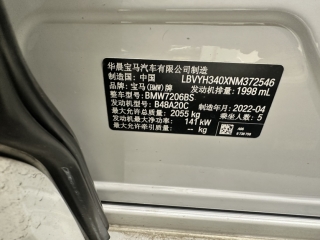 华晨宝马汽车有限公司制造
制造国：中国 LBVYH340XNM372546
品牌：宝马(BMW)牌 发动机排量：1998 mL
整车型号：BMW7206BS
发动机型号：B48A20C 制造年月：2022-04
最大允许总质量：2055 kg 乘坐人数：5
发动机最大净功率：141 kW
最大允许牵引质量：-- kg